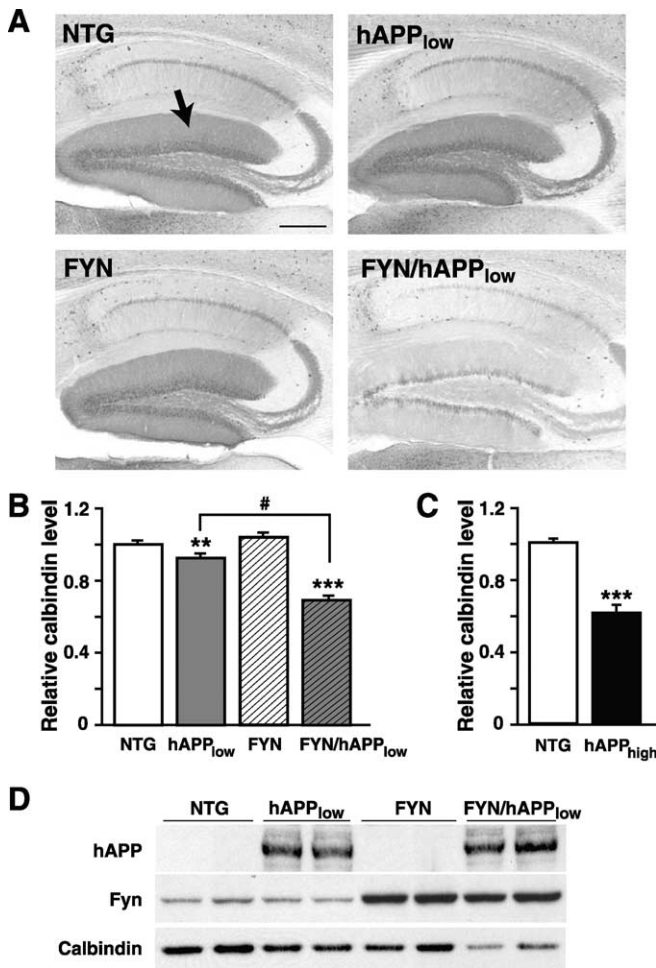 A
NTG
hAPPlow
FYN
FYN/hAPPlow
B
Relative calbindin level
1.2
1.0
0.8
0.4
0
**
#
***
NTG
hAPPlow
FYN
FYN/hAPPlow
C
Relative calbindin level
1.2
0.8
0.4
0
***
NTG
hAPPhigh
D
NTG hAPPlow FYN FYN/hAPPlow
hAPP
Fyn
Calbindin